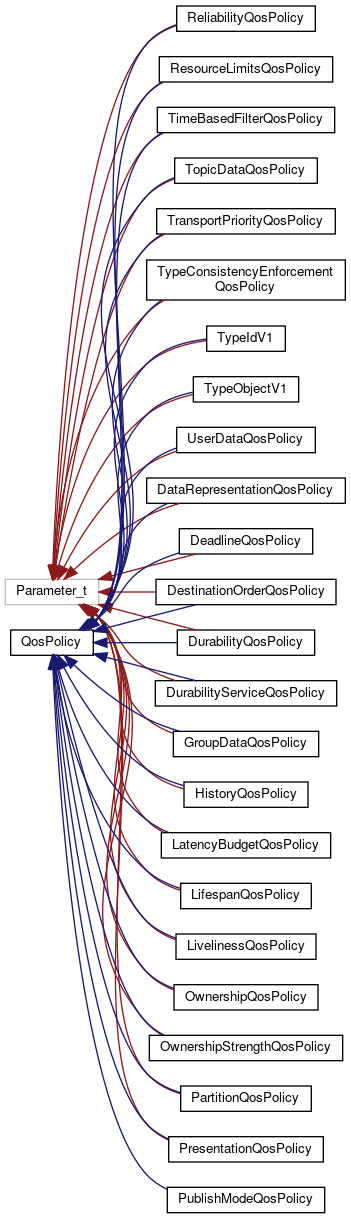 ReliabilityQosPolicy
ResourceLimitsQosPolicy
TimeBasedFilterQosPolicy
TopicDataQosPolicy
TransportPriorityQosPolicy
TypeConsistencyEnforcement
QosPolicy
TypeIdV1
TypeObjectV1
UserDataQosPolicy
DataRepresentationQosPolicy
DeadlineQosPolicy
Parameter_t
DestinationOrderQosPolicy
QosPolicy
DurabilityQosPolicy
DurabilityServiceQosPolicy
GroupDataQosPolicy
HistoryQosPolicy
LatencyBudgetQosPolicy
LifespanQosPolicy
LivelinessQosPolicy
OwnershipQosPolicy
OwnershipStrengthQosPolicy
PartitionQosPolicy
PresentationQosPolicy
PublishModeQosPolicy